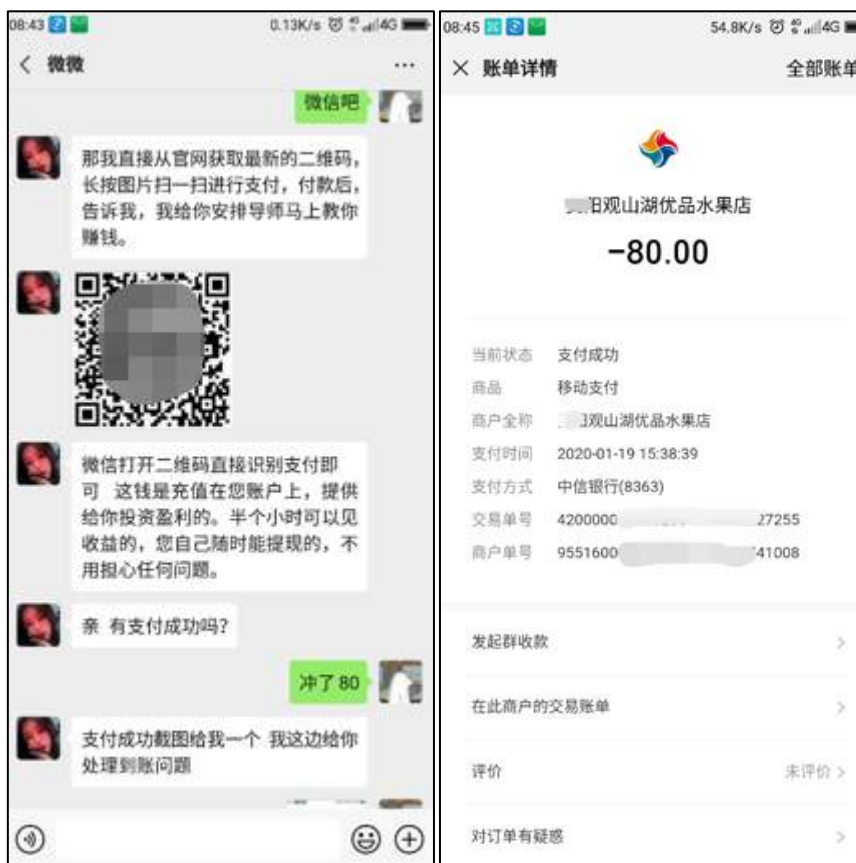 08:43
0.13K/s 4G
微微
微信吧
那我直接从官网获取最新的二维码，
长按图片扫一扫进行支付，付款后，
告诉我，我给你安排导师马上教你
赚钱。
微信打开二维码直接识别支付即
可 这钱是充值在您账户上，提供
给你投资盈利的。半个小时可以见
收益的，您自己随时能提现的，不
用担心任何问题。
亲 有支付成功吗？
冲了 80
支付成功截图给我一个 我这边给你
处理到账问题
08:45
54.8K/s 4G
账单详情
全部账单
阳观山湖优品水果店
-80.00
当前状态 支付成功
商品 移动支付
商户全称 观山湖优品水果店
支付时间 2020-01-19 15:38:39
支付方式 中信银行(8363)
交易单号 4200000 27255
商户单号 9551600 41008
发起群收款
在此商户的交易账单
评价 未评价
对订单有疑惑